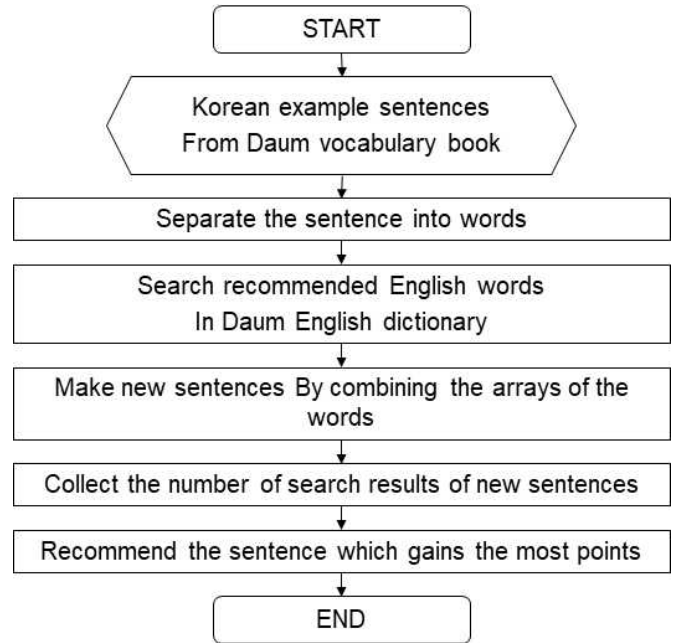 START
Korean example sentences
From Daum vocabulary book
Separate the sentence into words
Search recommended English words
In Daum English dictionary
Make new sentences By combining the arrays of the
words
Collect the number of search results of new sentences
Recommend the sentence which gains the most points
END